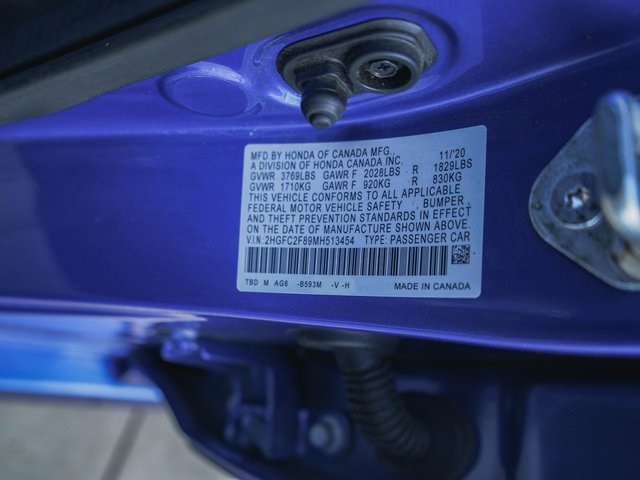 MFD. BY HONDA OF CANADA MFG., 11/'20
A DIVISION OF HONDA CANADA INC.
GVWR 3769LBS GAWR F 2028LBS R 1829LBS
GVWR 1710KG GAWR F 920KG R 830KG
THIS VEHICLE CONFORMS TO ALL APPLICABLE
FEDERAL MOTOR VEHICLE SAFETY , BUMPER ,
AND THEFT PREVENTION STANDARDS IN EFFECT
ON THE DATE OF MANUFACTURE SHOWN ABOVE.
V.I.N.:2HGFC2F89MH513454 TYPE: PASSENGER CAR
TBD M AG6 -B593M -V -H MADE IN CANADA